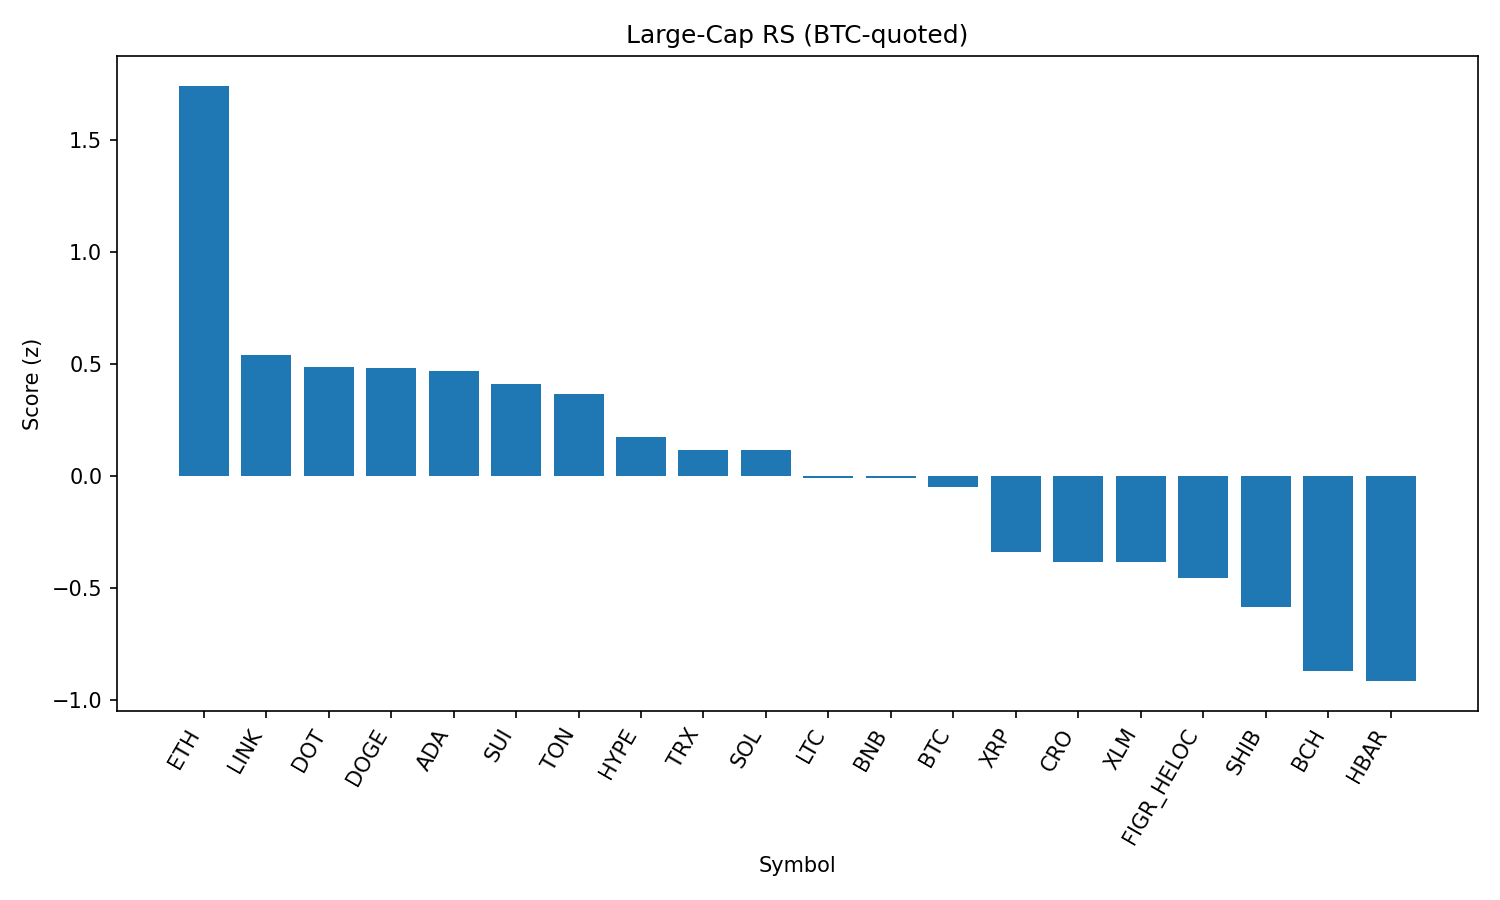 Large-Cap RS (BTC-quoted)
Score (z)
1.5
1.0
0.5
0.0
−0.5
−1.0
ETH
LINK
DOT
DOGE
ADA
SUI
TON
HYPE
TRX
SOL
LTC
BNB
BTC
XRP
CRO
XLM
FIGR_HELOC
SHIB
BCH
HBAR
Symbol